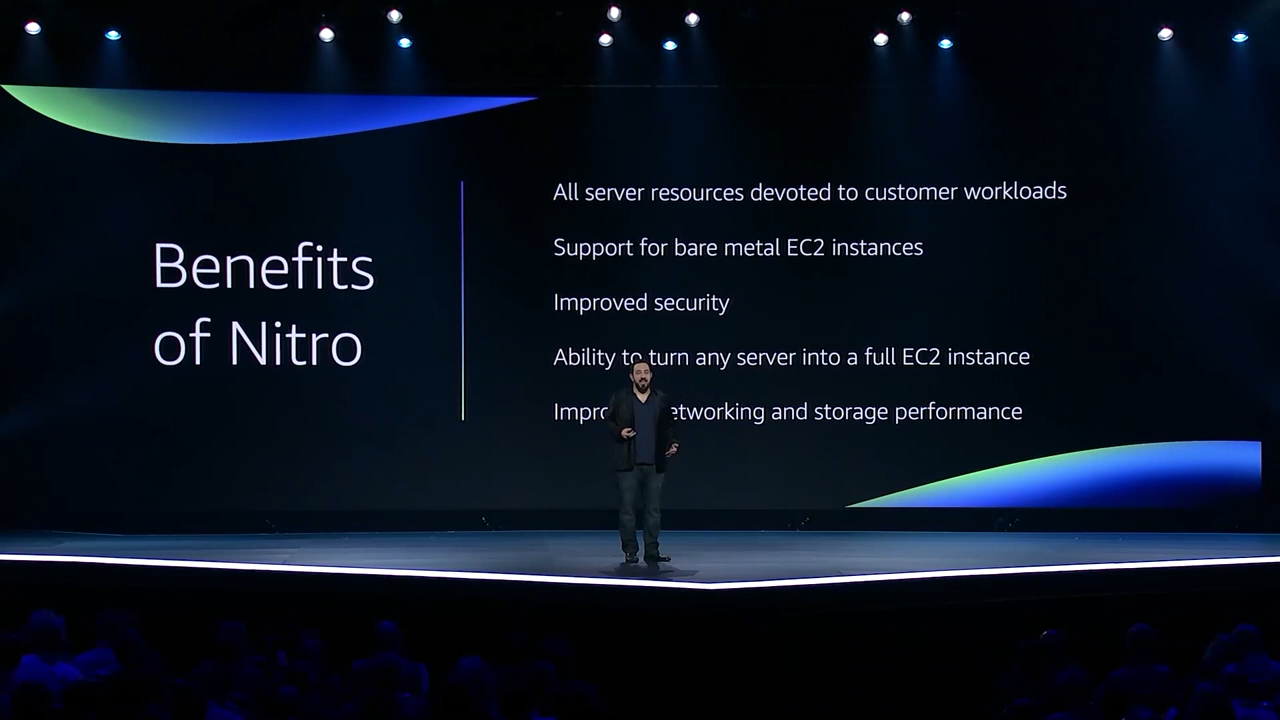 Benefits
of Nitro
All server resources devoted to customer workloads
Support for bare metal EC2 instances
Improved security
Ability to turn any server into a full EC2 instance
networking and storage performance